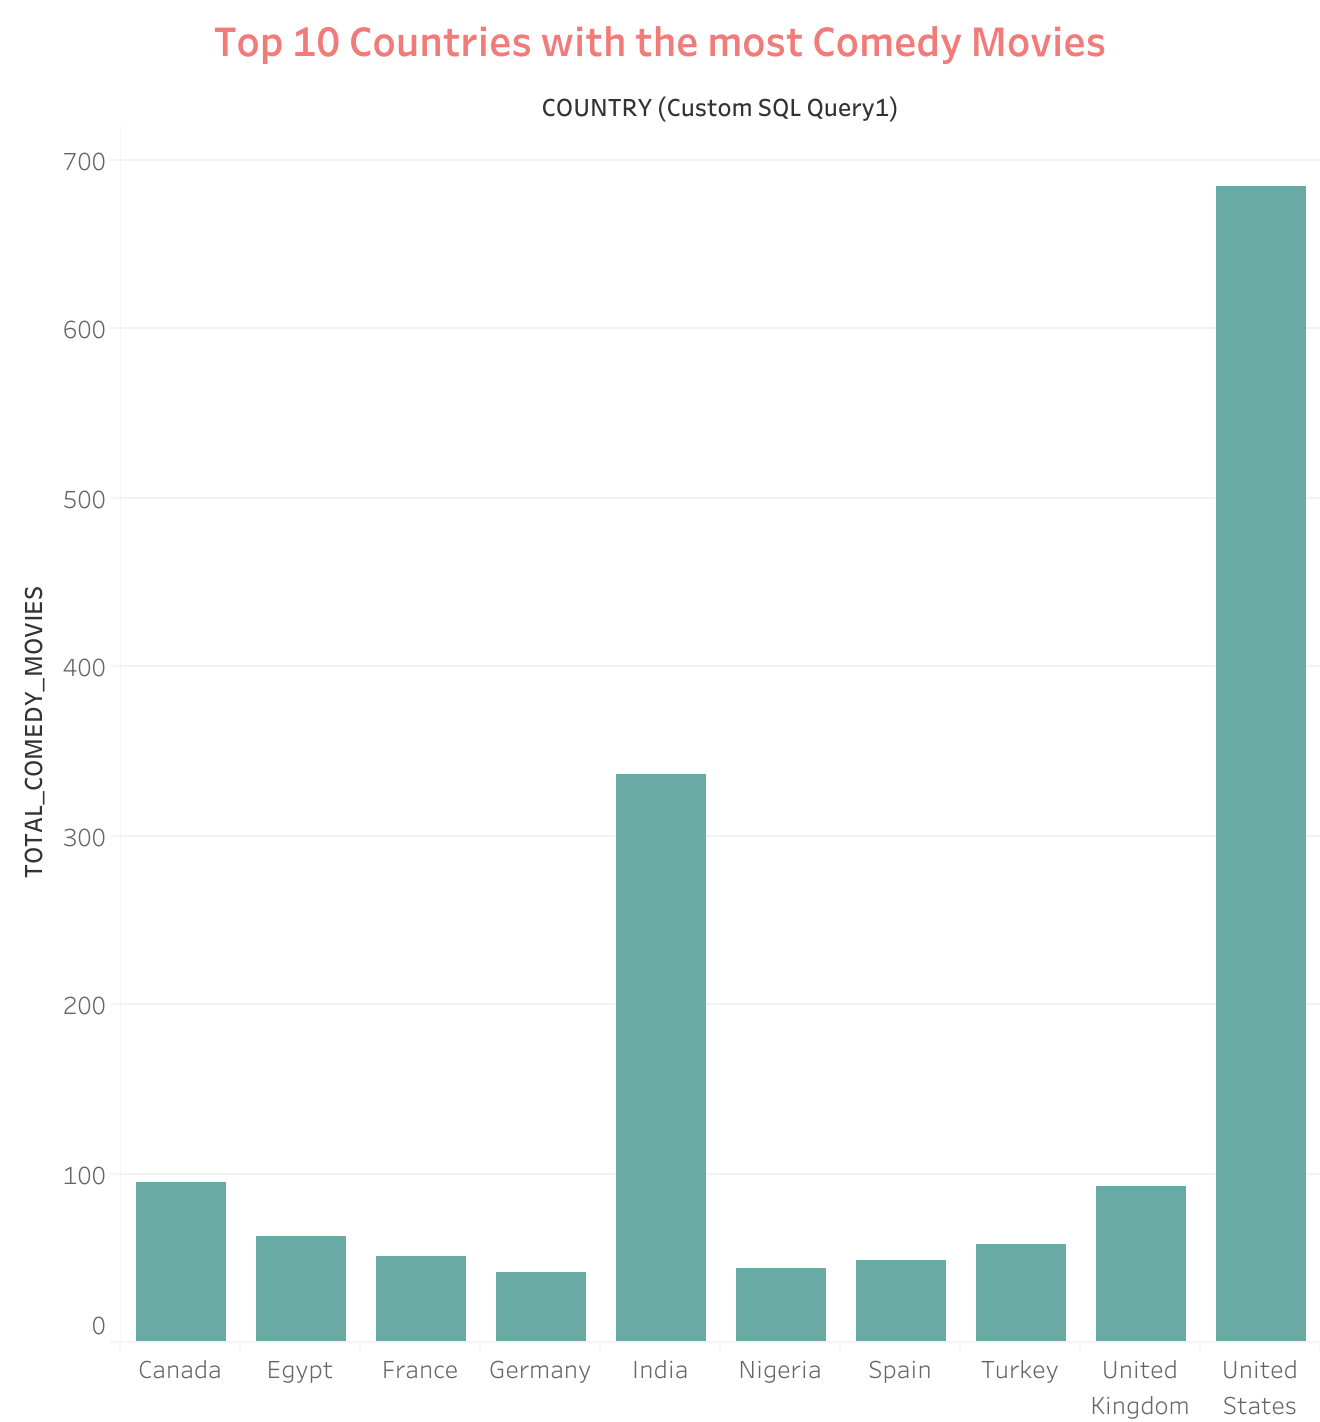 Top 10 Countries with the most Comedy Movies
COUNTRY (Custom SQL Query1)
TOTAL_COMEDY_MOVIES
700
600
500
400
300
200
100
0
Canada
Egypt
France
Germany
India
Nigeria
Spain
Turkey
United
Kingdom
United
States